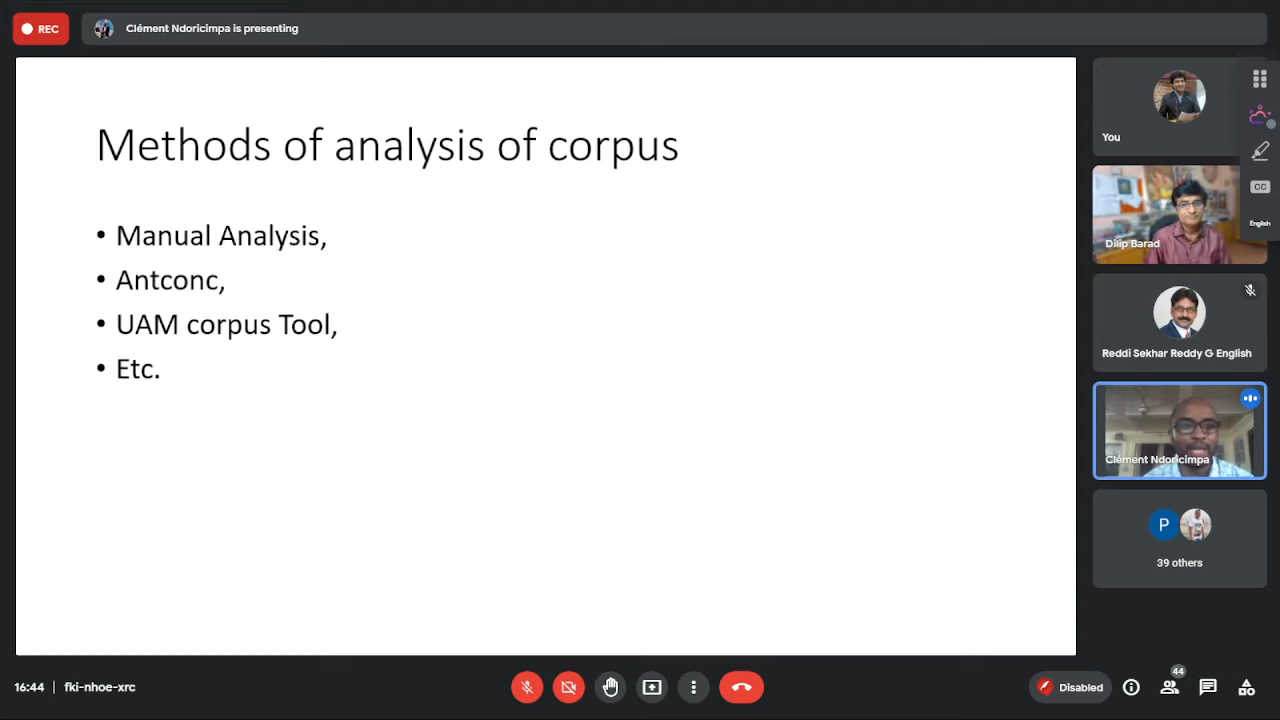 REC
Clément Ndoricimpa is presenting
Methods of analysis of corpus
• Manual Analysis,
• Antconc,
• UAM corpus Tool,
• Etc.
You
CC
English
Dilip Barad
Reddi Sekhar Reddy G English
Clément Ndoricimpa
P
39 others
16:44 | fki-nhoe-xrc
Disabled
44